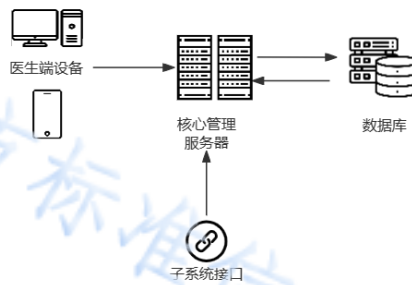 医生端设备
核心管理
服务器
数据库
子系统接口